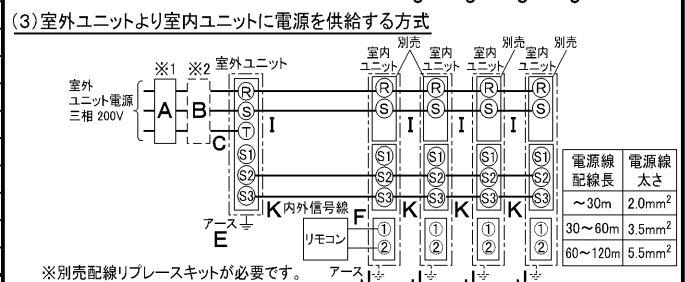 (3)室外ユニットより室内ユニットに電源を供給する方式
※1
※2
室外ユニット
室内
ユニット
別売
室内
ユニット
室内
ユニット
別売
室内
ユニット
別売
室外
ユニット電源
三相 200V
A
B
C
R
S
T
S1
S2
S3
I
I
I
I
R
S
S1
S2
S3
R
S
S1
S2
S3
R
S
S1
S2
S3
R
S
S1
S2
S3
アース
E
K
内外信号線
K
K
K
F
リモコン
①
②
①
②
①
②
①
②
アース
J
J
J
J
電源線
配線長
電源線
太さ
～30m
2.0mm²
30～60m
3.5mm²
60～120m
5.5mm²
※別売配線リプレースキットが必要です。